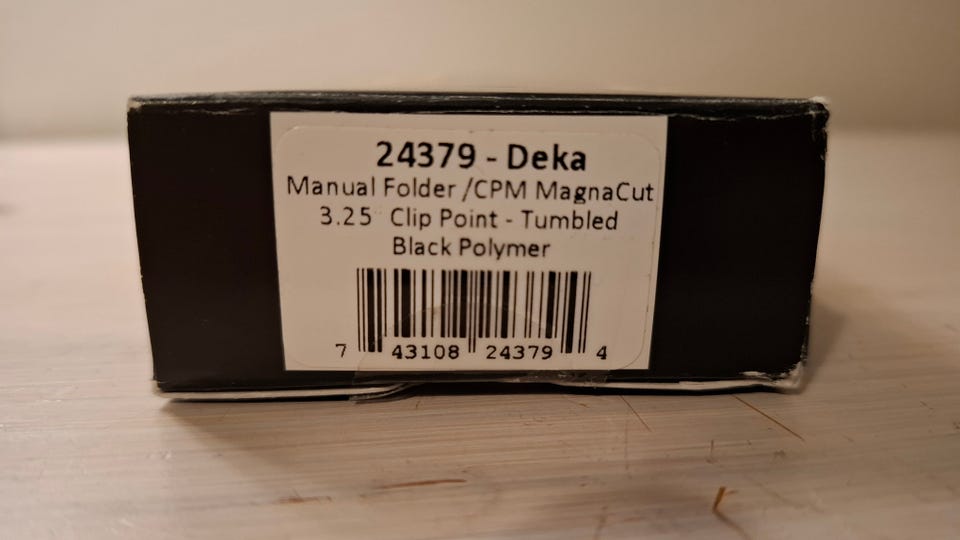 24379 - Deka
Manual Folder /CPM MagnaCut
3.25" Clip Point - Tumbled
Black Polymer
7 43108 24379 4